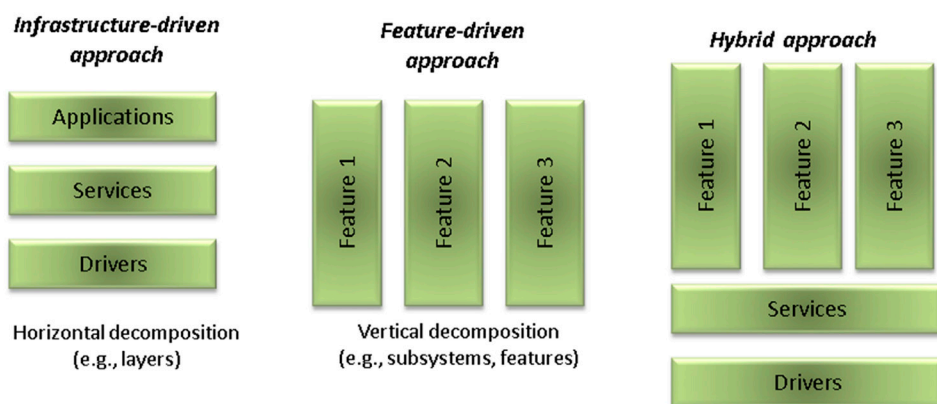 Infrastructure-driven
approach
Applications
Services
Drivers
Horizontal decomposition
(e.g., layers)
Feature-driven
approach
Feature 1
Feature 2
Feature 3
Vertical decomposition
(e.g., subsystems, features)
Hybrid approach
Feature 1
Feature 2
Feature 3
Services
Drivers